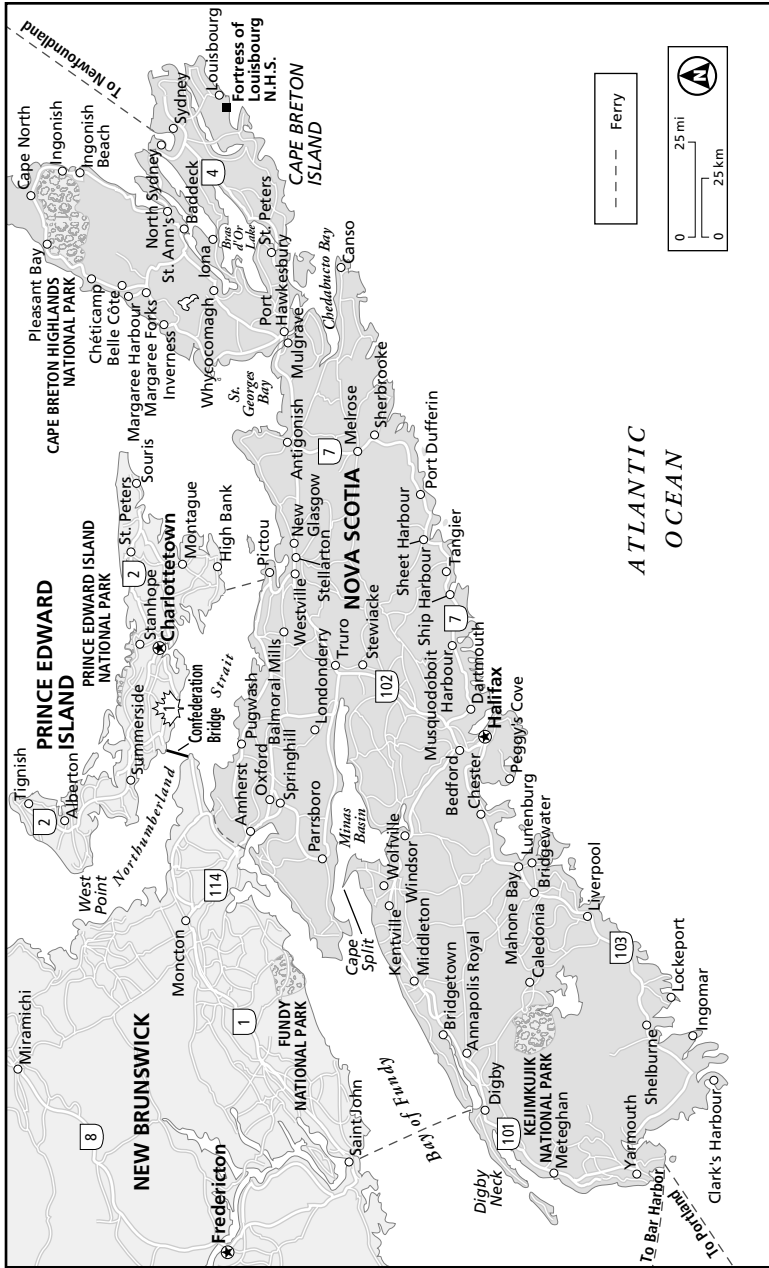 To Newfoundland
Cape North
Ingonish
Ingonish
Beach
Pleasant Bay
CAPE BRETON HIGHLANDS
NATIONAL PARK
Chéticamp
Belle Côte
Margaree Harbour
Margaree Forks
Inverness
Whycocomagh
North Sydney
Sydney
St. Ann's
Baddeck
4
Iona
Bras
d'Or
Lake
St. Peters
Louisbourg
Fortress of
Louisbourg
N.H.S.
CAPE BRETON
ISLAND
Port
Hawkesbury
Mulgrave
Chedabucto Bay
Canso
St.
Georges
Bay
Antigonish
7
Melrose
Sherbrooke
Port Dufferin
Sheet Harbour
Ship Harbour
Tangier
7
Musquodoboit
Harbour
Dartmouth
Halifax
Peggy's Cove
Bedford
Chester
NOVA SCOTIA
New
Glasgow
Stellarton
Westville
Pictou
Truro
Stewiacke
102
Londonderry
Balmoral Mills
Pugwash
Oxford
Springhill
Amherst
Parrsboro
Minas
Basin
Cape
Split
Wolfville
Windsor
Kentville
Middleton
Bridgetown
Annapolis Royal
Digby
Digby
Neck
101
KEJIMKUJIK
NATIONAL PARK
Meteghan
Yarmouth
Caledonia
Mahone Bay
Lunenburg
Bridgewater
Liverpool
103
Lockeport
Shelburne
Ingomar
Clark's Harbour
To Bar Harbor
To Portland
PRINCE EDWARD
ISLAND
Tignish
2
Alberton
West
Point
Summerside
PRINCE EDWARD ISLAND
NATIONAL PARK
Stanhope
Charlottetown
2
St. Peters
Souris
Montague
High Bank
1
Confederation
Bridge
Northumberland
Strait
NEW BRUNSWICK
Miramichi
8
Fredericton
Moncton
114
1
FUNDY
NATIONAL PARK
Saint John
Bay of Fundy
ATLANTIC
OCEAN
Ferry
0 25 mi
0 25 km
N